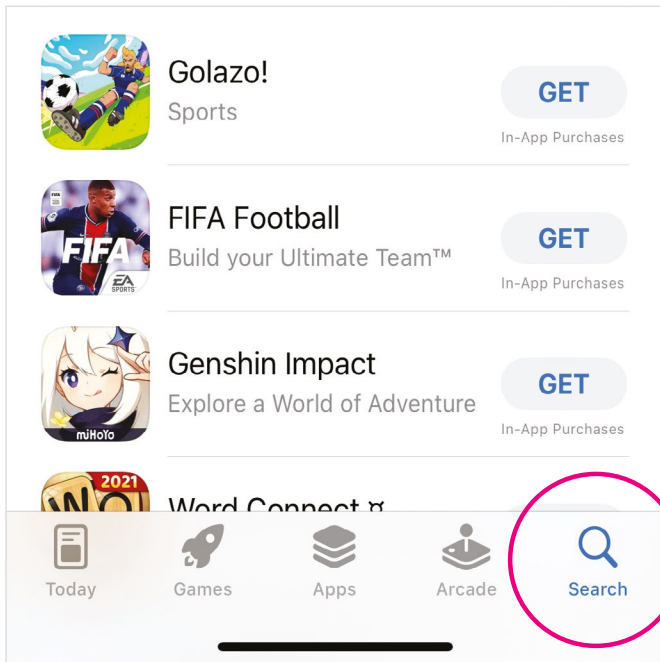 Golazo!
Sports
GET
In-App Purchases
FIFA Football
Build your Ultimate Team™
GET
In-App Purchases
FIFA
EA
SPORTS
Genshin Impact
Explore a World of Adventure
GET
In-App Purchases
miHoYo
2021
WO
Word Connect ¤
Today
Games
Apps
Arcade
Search